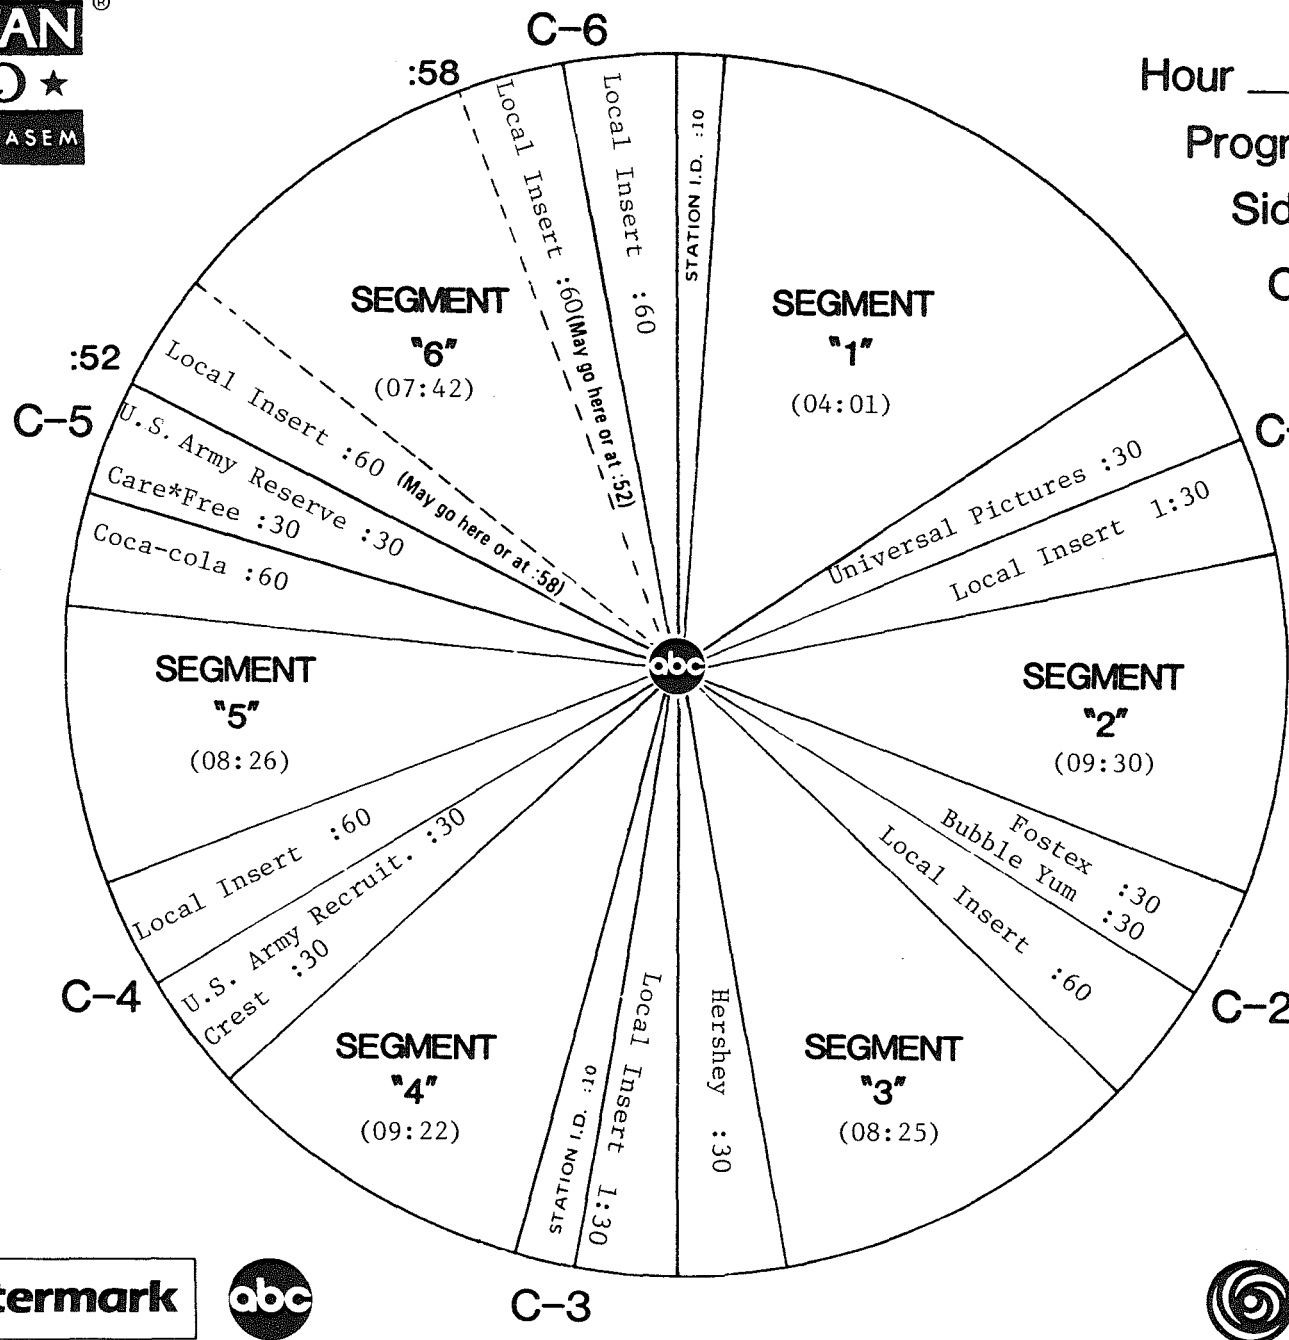 ®
AN
ASEM
C-6
:58
Hour
Local Insert :60 (May go here or at :52)
Local Insert :60
STATION I.D. :10
SEGMENT
"1"
(04:01)
Universal Pictures :30
Local Insert 1:30
SEGMENT
"2"
(09:30)
Fostex :30
Bubble Yum :30
Local Insert :60
C-2
SEGMENT
"3"
(08:25)
Hershey :30
Local Insert 1:30
STATION I.D. :10
C-3
SEGMENT
"4"
(09:22)
U.S. Army Recruit. :30
Crest :30
Local Insert :60
C-4
SEGMENT
"5"
(08:26)
Coca-cola :60
Care*Free :30
U.S. Army Reserve :30
C-5
:52
Local Insert :60 (May go here or at :58)
SEGMENT
"6"
(07:42)
abc
termark
abc